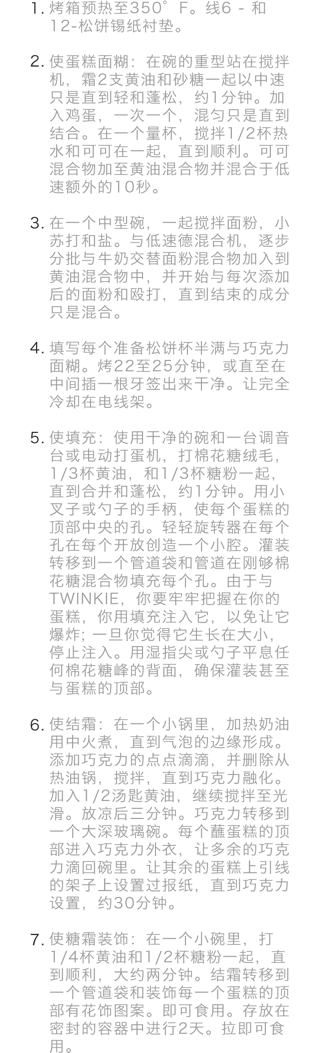 1. 烤箱预热至350°F。线6 - 和
12-松饼锡纸衬垫。
2. 使蛋糕面糊：在碗的重型站在搅拌
机，霜2支黄油和砂糖一起以中速
只是直到轻和蓬松，约1分钟。加
入鸡蛋，一次一个，混匀只是直到
结合。在一个量杯，搅拌1/2杯热
水和可可在一起，直到顺利。可可
混合物加至黄油混合物并混合于低
速额外的10秒。
3. 在一个中型碗，一起搅拌面粉，小
苏打和盐。与低速德混合机，逐步
分批与牛奶交替面粉混合物加入到
黄油混合物中，并开始与每次添加
后的面粉和殴打，直到结束的成分
只是混合。
4. 填写每个准备松饼杯半满与巧克力
面糊。烤22至25分钟，或直至在
中间插一根牙签出来干净。让完全
冷却在电线架。
5. 使填充：使用干净的碗和一台调音
台或电动打蛋机，打棉花糖绒毛，
1/3杯黄油，和1/3杯糖粉一起，
直到合并和蓬松，约1分钟。用小
叉子或勺子的手柄，使每个蛋糕的
顶部中央的孔。轻轻旋转器在每个
孔在每个开放创造一个小腔。灌装
转移到一个管道袋和管道在刚够棉
花糖混合物填充每个孔。由于与
TWINKIE，你要牢牢把握在你的
蛋糕，你用填充注入它，以免让它
爆炸；一旦你觉得它生长在大小，
停止注入。用湿指尖或勺子平息任
何棉花糖峰的背面，确保灌装甚至
与蛋糕的顶部。
6. 使结霜：在一个小锅里，加热奶油
用中火煮，直到气泡的边缘形成。
添加巧克力的点点滴滴，并删除从
热油锅，搅拌，直到巧克力融化。
加入1/2汤匙黄油，继续搅拌至光
滑。放凉后三分钟。巧克力转移到
一个大深玻璃碗。每个蘸蛋糕的顶
部进入巧克力外衣，让多余的巧克
力滴回碗里。让其余的蛋糕上引线
的架子上设置过报纸，直到巧克力
设置，约30分钟。
7. 使糖霜装饰：在一个小碗里，打
1/4杯黄油和1/2杯糖粉一起，直
到顺利，大约两分钟。结霜转移到
一个管道袋和装饰每一个蛋糕的顶
部有花饰图案。即可食用。存放在
密封的容器中进行2天。拉即可食
用。